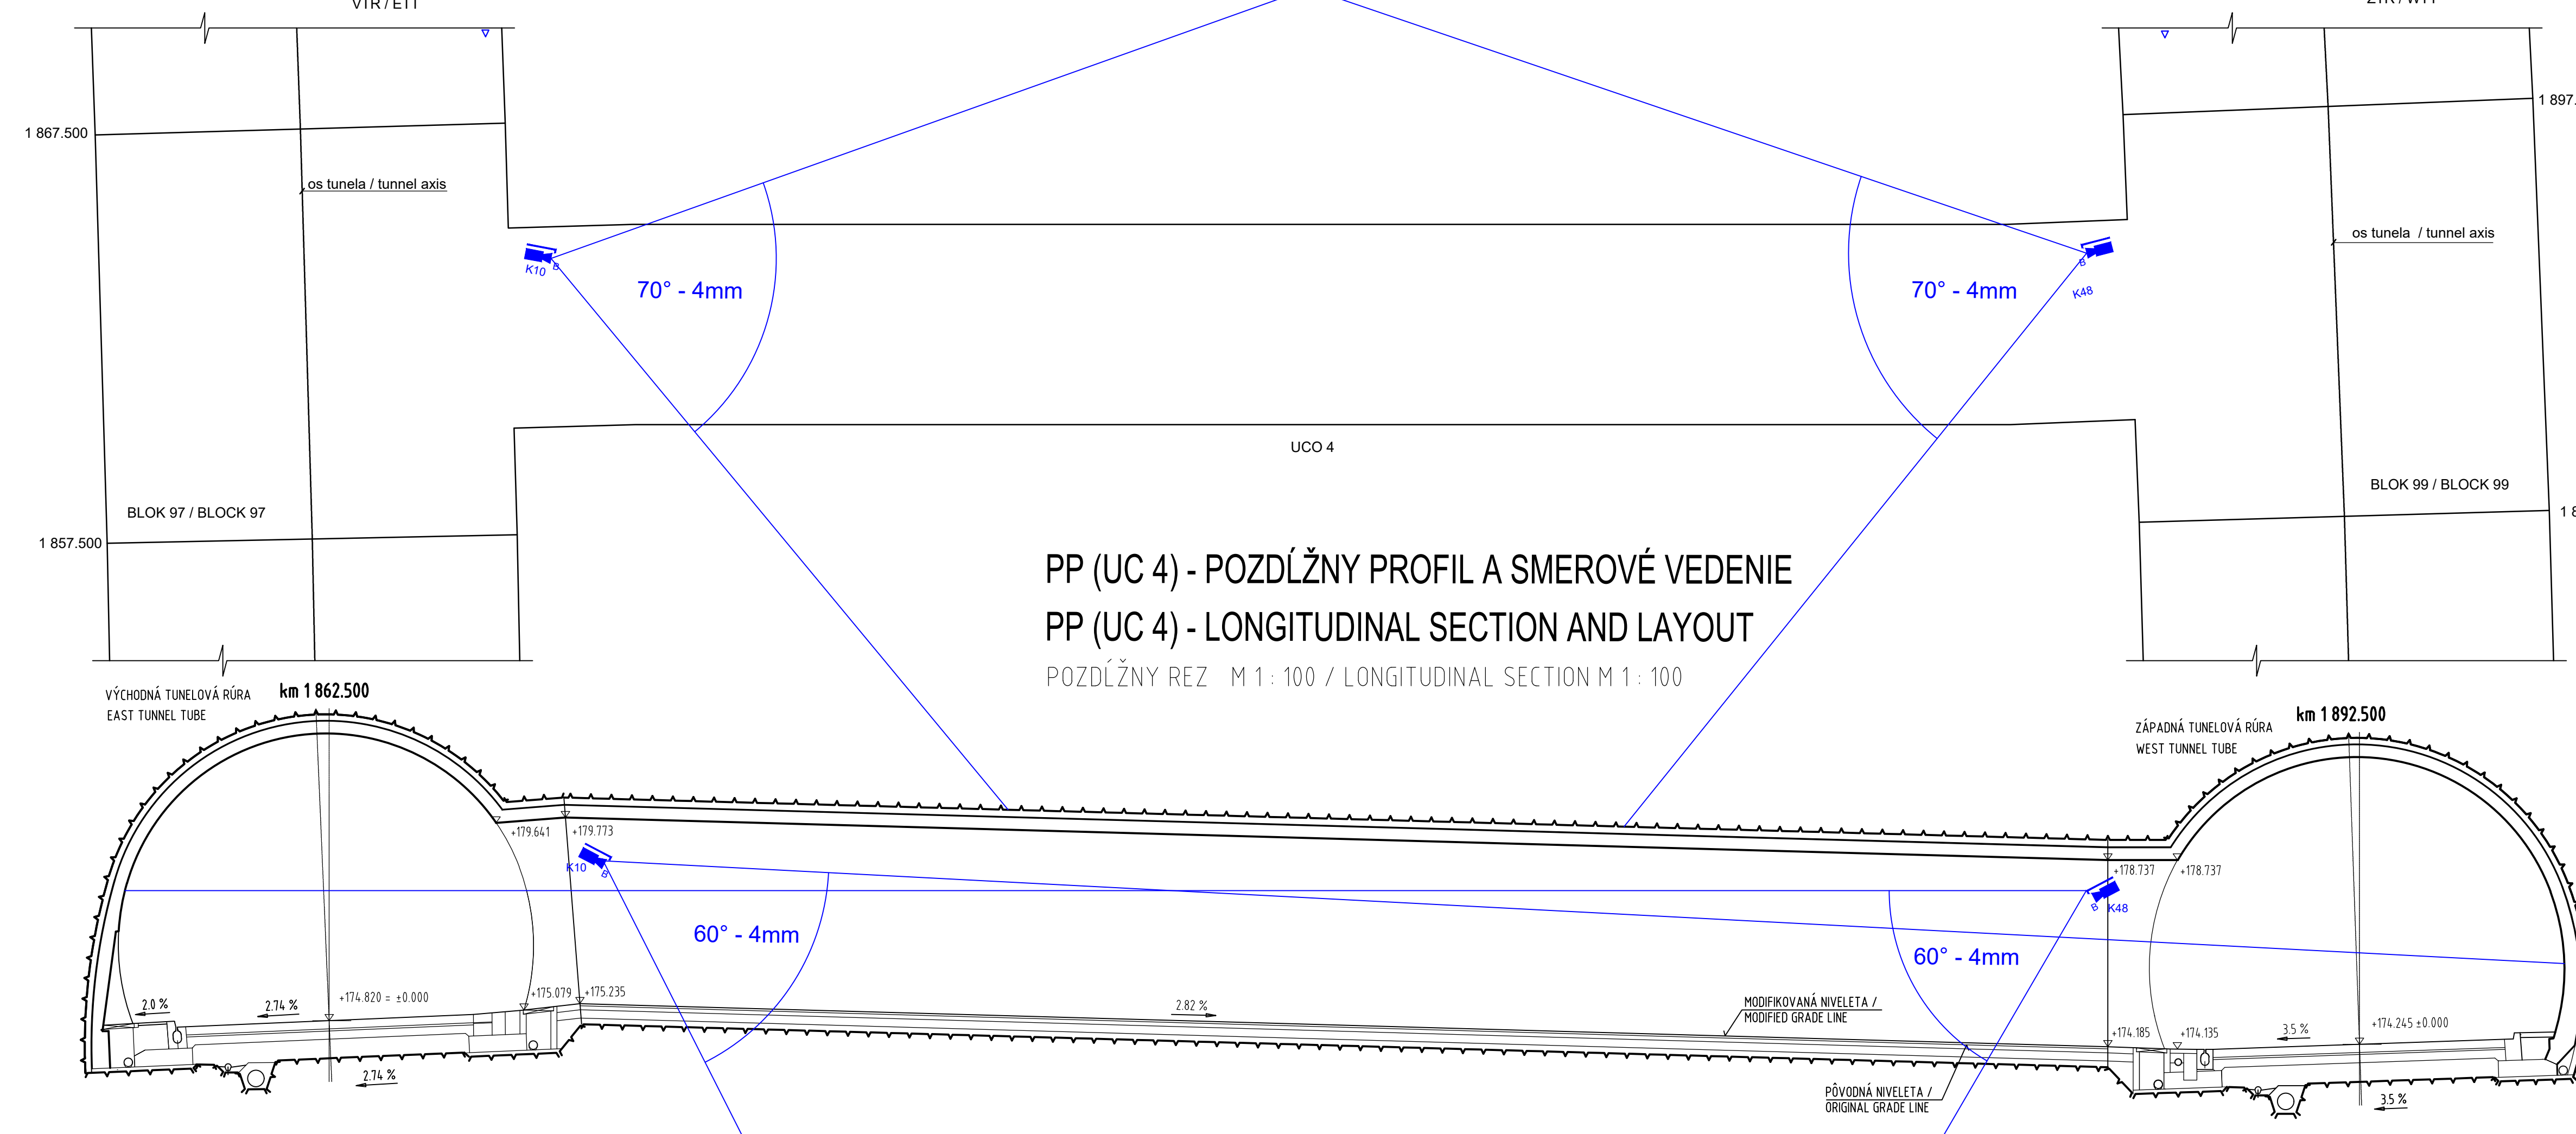 VTR / ETT
ZTR / WTT
1 867.500
1 897.
os tunela / tunnel axis
os tunela / tunnel axis
K10
B
70° - 4mm
70° - 4mm
B
K48
UCO 4
BLOK 97 / BLOCK 97
BLOK 99 / BLOCK 99
1 857.500
1 8
PP (UC 4) - POZDĹŽNY PROFIL A SMEROVÉ VEDENIE
PP (UC 4) - LONGITUDINAL SECTION AND LAYOUT
POZDĹŽNY REZ M 1 : 100 / LONGITUDINAL SECTION M 1 : 100
VÝCHODNÁ TUNELOVÁ RÚRA
EAST TUNNEL TUBE
km 1 862.500
ZÁPADNÁ TUNELOVÁ RÚRA
WEST TUNNEL TUBE
km 1 892.500
+179.641
+179.773
K10
B
+178.737
+178.737
B
K48
60° - 4mm
60° - 4mm
2.0 %
2.74 %
+174.820 = ±0.000
+175.079
+175.235
2.82 %
MODIFIKOVANÁ NIVELETA /
MODIFIED GRADE LINE
+174.185
+174.135
3.5 %
+174.245 ±0.000
2.74 %
PÔVODNÁ NIVELETA /
ORIGINAL GRADE LINE
3.5 %